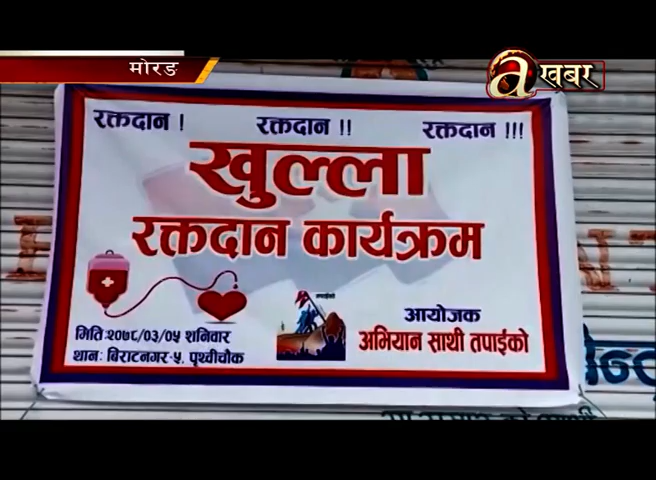 मोरङ
a खबर
रक्तदान ! रक्तदान !! रक्तदान !!!
खुल्ला
रक्तदान कार्यक्रम
मिति:२०७८/०३/०५ शनिवार
थान: बिराटनगर-५, पृथ्वीचौक
आयोजक
अभियान साथी तपाईको